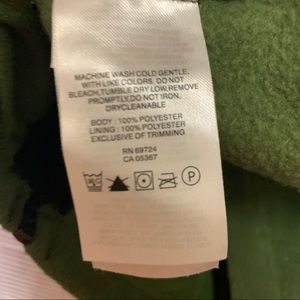 MACHINE WASH COLD GENTLE,
WITH LIKE COLORS, DO NOT
BLEACH,TUMBLE DRY LOW,REMOVE
PROMPTLY,DO NOT IRON,
DRYCLEANABLE
BODY : 100% POLYESTER
LINING : 100% POLYESTER
EXCLUSIVE OF TRIMMING
RN 69724
CA 05367
P